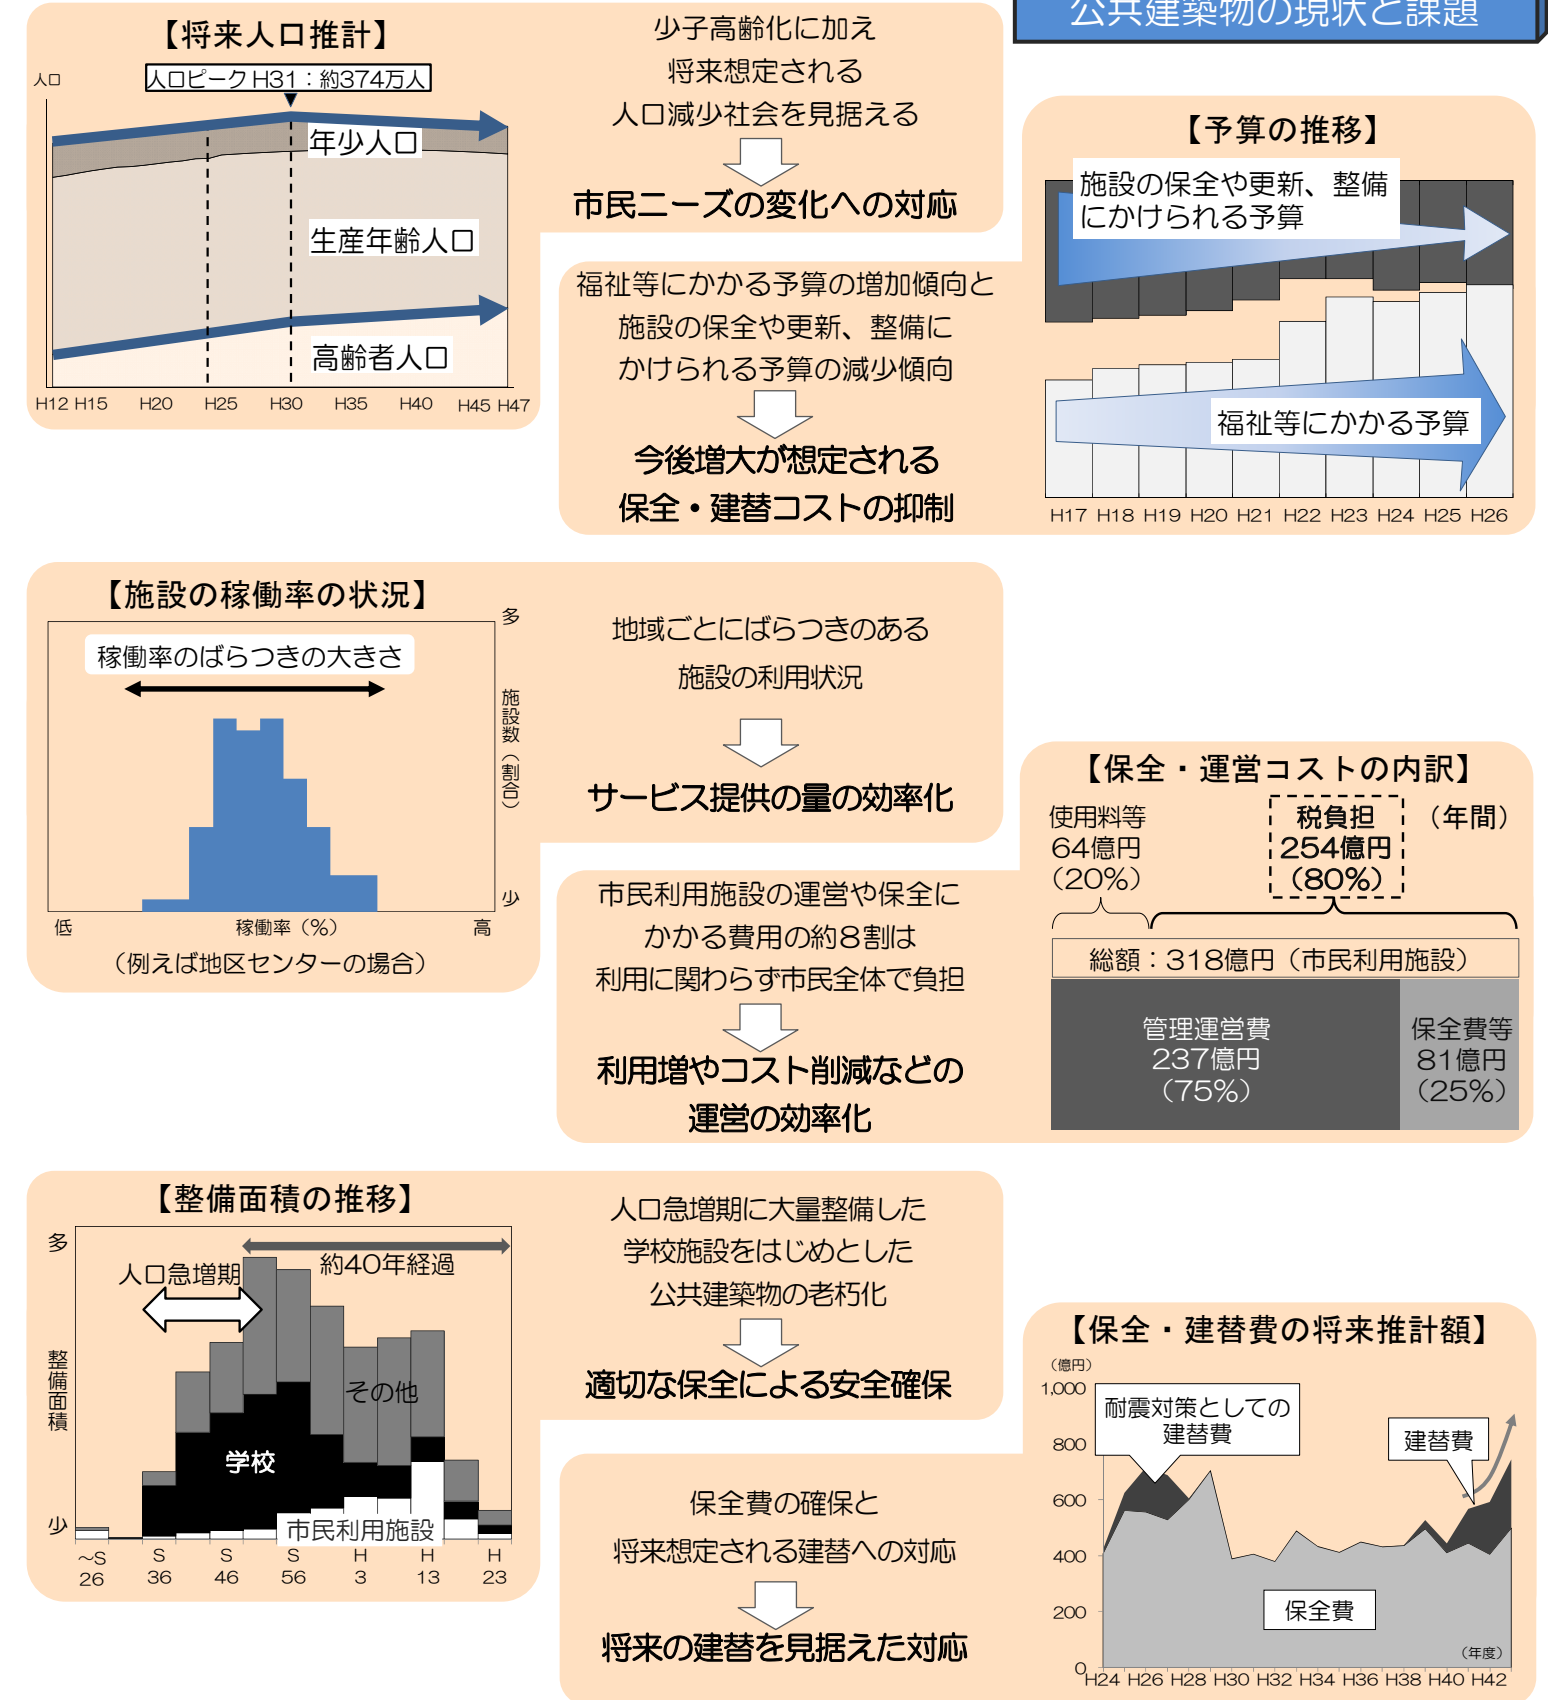 公共建築物の現状と課題
【将来人口推計】
人口
人口ピークH31：約374万人
年少人口
生産年齢人口
高齢者人口
H12 H15 H20 H25 H30 H35 H40 H45 H47
少子高齢化に加え
将来想定される
人口減少社会を見据える
市民ニーズの変化への対応
【予算の推移】
施設の保全や更新、整備
にかけられる予算
福祉等にかかる予算
H17 H18 H19 H20 H21 H22 H23 H24 H25 H26
福祉等にかかる予算の増加傾向と
施設の保全や更新、整備に
かけられる予算の減少傾向
今後増大が想定される
保全・建替コストの抑制
【施設の稼働率の状況】
多
稼働率のばらつきの大きさ
施設数（割合）
少
低 稼働率（%） 高
（例えば地区センターの場合）
地域ごとにばらつきのある
施設の利用状況
サービス提供の量の効率化
【保全・運営コストの内訳】
使用料等
64億円
（20%）
税負担
254億円
（80%）
（年間）
総額：318億円（市民利用施設）
管理運営費
237億円
（75%）
保全費等
81億円
（25%）
市民利用施設の運営や保全に
かかる費用の約8割は
利用に関わらず市民全体で負担
利用増やコスト削減などの
運営の効率化
【整備面積の推移】
多
約40年経過
人口急増期
整備面積
その他
学校
市民利用施設
少
～S S S S H H H
26 36 46 56 3 13 23
人口急増期に大量整備した
学校施設をはじめとした
公共建築物の老朽化
適切な保全による安全確保
【保全・建替費の将来推計額】
（億円）
1,000
耐震対策としての
建替費
800
建替費
600
400
200
保全費
（年度）
0
H24 H26 H28 H30 H32 H34 H36 H38 H40 H42
保全費の確保と
将来想定される建替への対応
将来の建替を見据えた対応